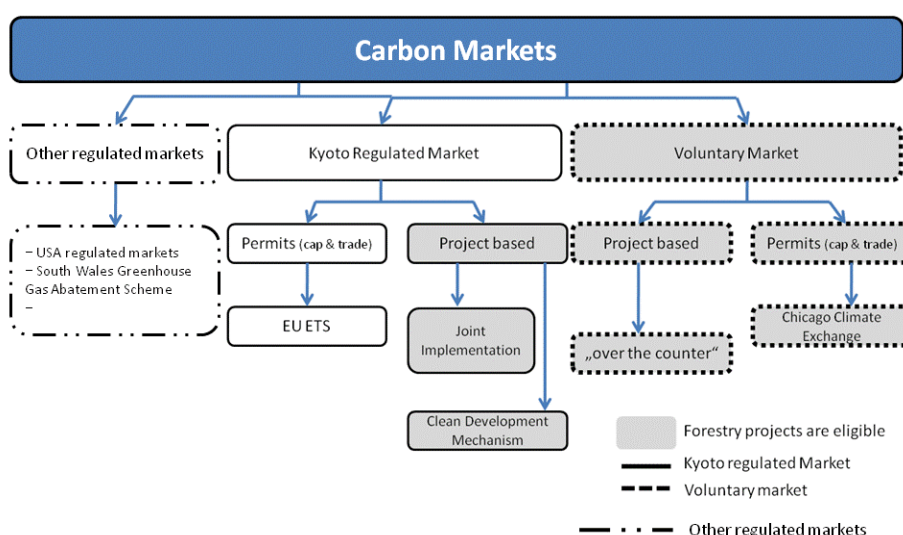 Carbon Markets
Other regulated markets
Kyoto Regulated Market
Voluntary Market
– USA regulated markets
– South Wales Greenhouse
Gas Abatement Scheme
–
Permits (cap & trade)
Project based
Project based
Permits (cap & trade)
EU ETS
Joint
Implementation
„over the counter“
Chicago Climate
Exchange
Clean Development
Mechanism
Forestry projects are eligible
Kyoto regulated Market
Voluntary market
Other regulated markets